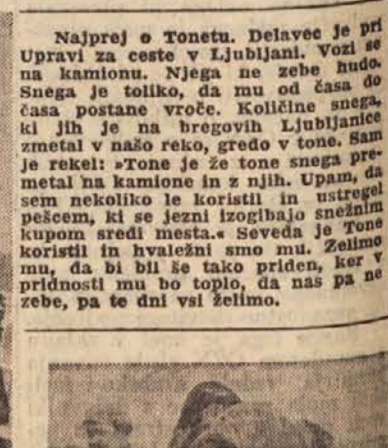 Najprej o Tonetu. Delavec je pri
Upravi za ceste v Ljubljani. Vozi se
na kamionu. Njega ne zebe hudo.
Snega je toliko, da mu od časa do
časa postane vroče. Količine snega,
ki jih je na bregovih Ljubljanice
zmetal v našo reko, gredo v tone. Sam
je rekel: »Tone je že tone snega pre-
metal na kamione in z njih. Upam, da
sem nekoliko le koristil in ustregel
pešcem, ki se jezni izogibajo snežnim
kupom sredi mesta.« Seveda je Tone
koristil in hvaležni smo mu. Želimo
mu, da bi bil še tako priden, ker v
pridnosti mu bo toplo, da nas pa ne
zebe, pa te dni vsi želimo.